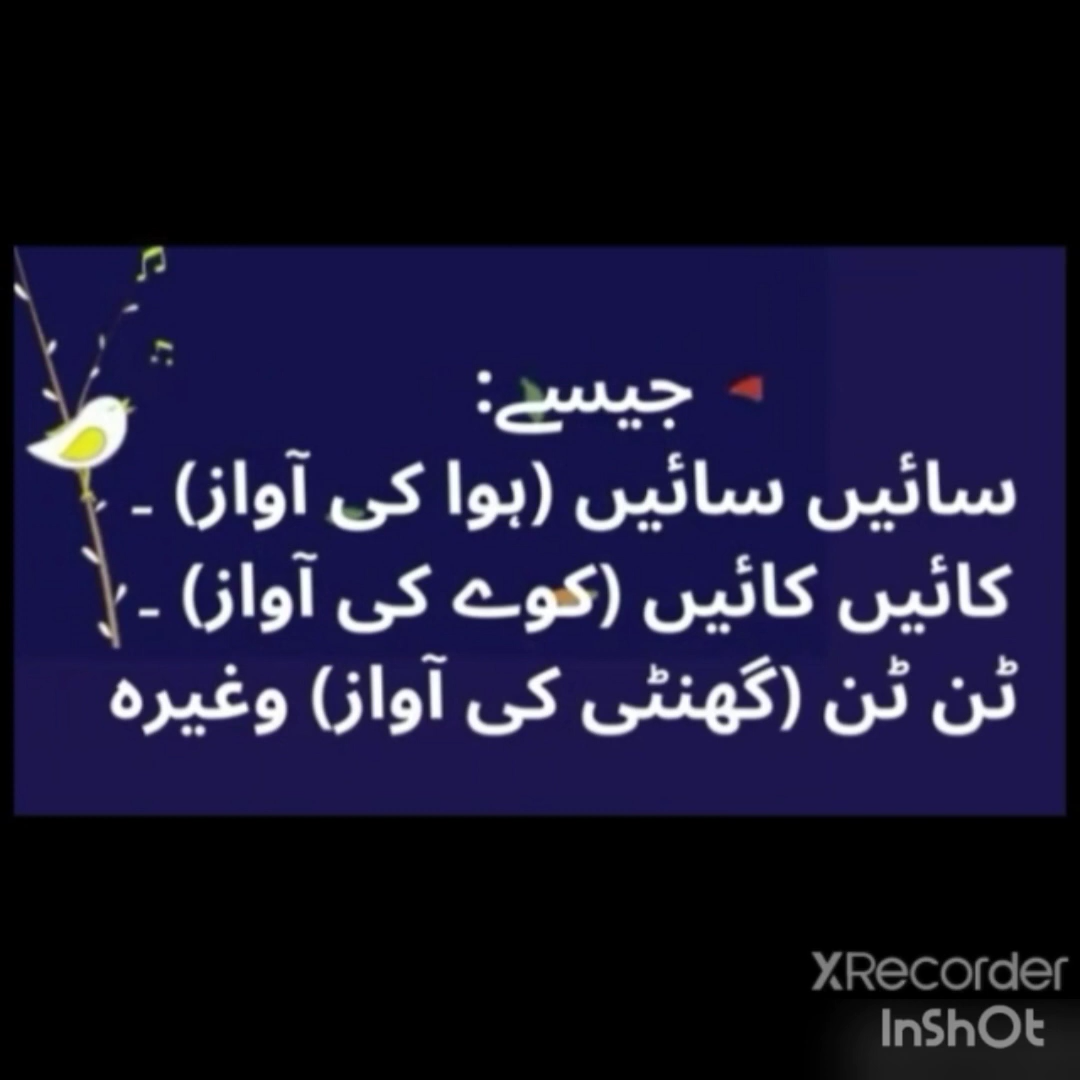 جیسے:
سائیں سائیں (ہوا کی آواز) ۔
کائیں کائیں (کوے کی آواز) ۔
ٹن ٹن (گھنٹی کی آواز) وغیرہ
XRecorder
InShOt